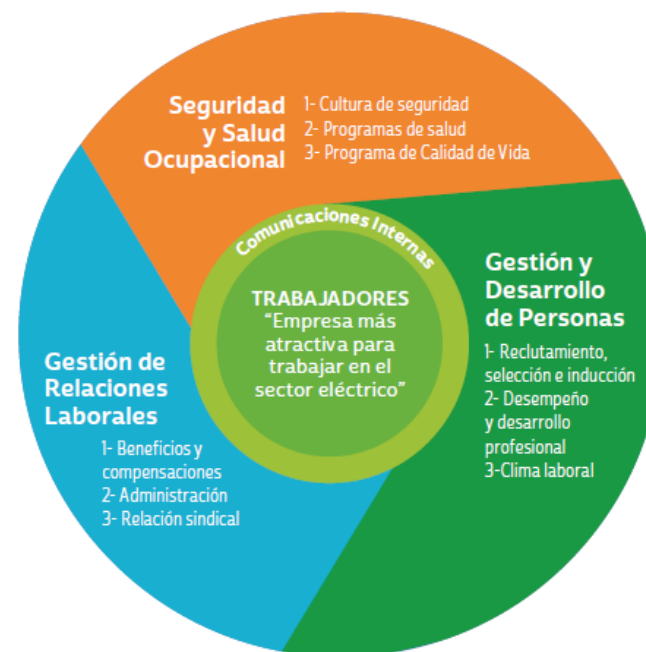 Seguridad
y Salud
Ocupacional
1- Cultura de seguridad
2- Programas de salud
3- Programa de Calidad de Vida
Comunicaciones Internas
TRABAJADORES
“Empresa más
atractiva para
trabajar en el
sector eléctrico”
Gestión y
Desarrollo
de Personas
1- Reclutamiento,
selección e inducción
2- Desempeño
y desarrollo
profesional
3-Clima laboral
Gestión de
Relaciones
Laborales
1- Beneficios y
compensaciones
2- Administración
3- Relación sindical